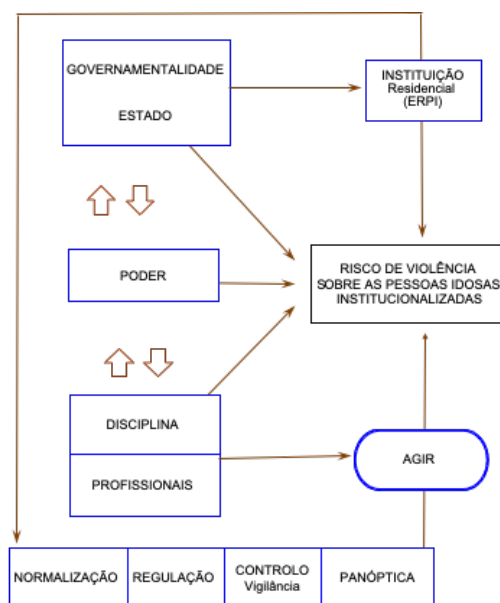 GOVERNAMENTALIDADE
ESTADO
INSTITUIÇÃO
Residencial
(ERPI)
PODER
RISCO DE VIOLÊNCIA
SOBRE AS PESSOAS IDOSAS
INSTITUCIONALIZADAS
DISCIPLINA
PROFISSIONAIS
AGIR
NORMALIZAÇÃO
REGULAÇÃO
CONTROLO
Vigilância
PANÓPTICA